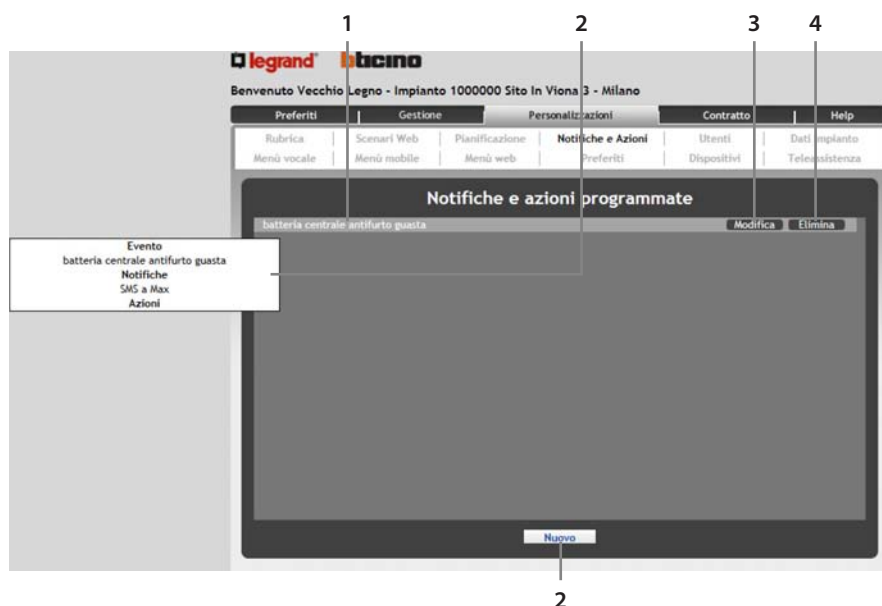 1 2 3 4
legrand bticino
Benvenuto Vecchio Legno - Impianto 1000000 Sito In Viona 3 - Milano
Preferiti | Gestione | Personalizzazioni | Contratto | Help
Rubrica | Scenari Web | Pianificazione | Notifiche e Azioni | Utenti | Dati Impianto
Menù vocale | Menù mobile | Menù web | Preferiti | Dispositivi | Teleassistenza
Notifiche e azioni programmate
batteria centrale antifurto guasta Modifica Elimina
Evento
batteria centrale antifurto guasta
Notifiche
SMS a Max
Azioni
Nuovo
2